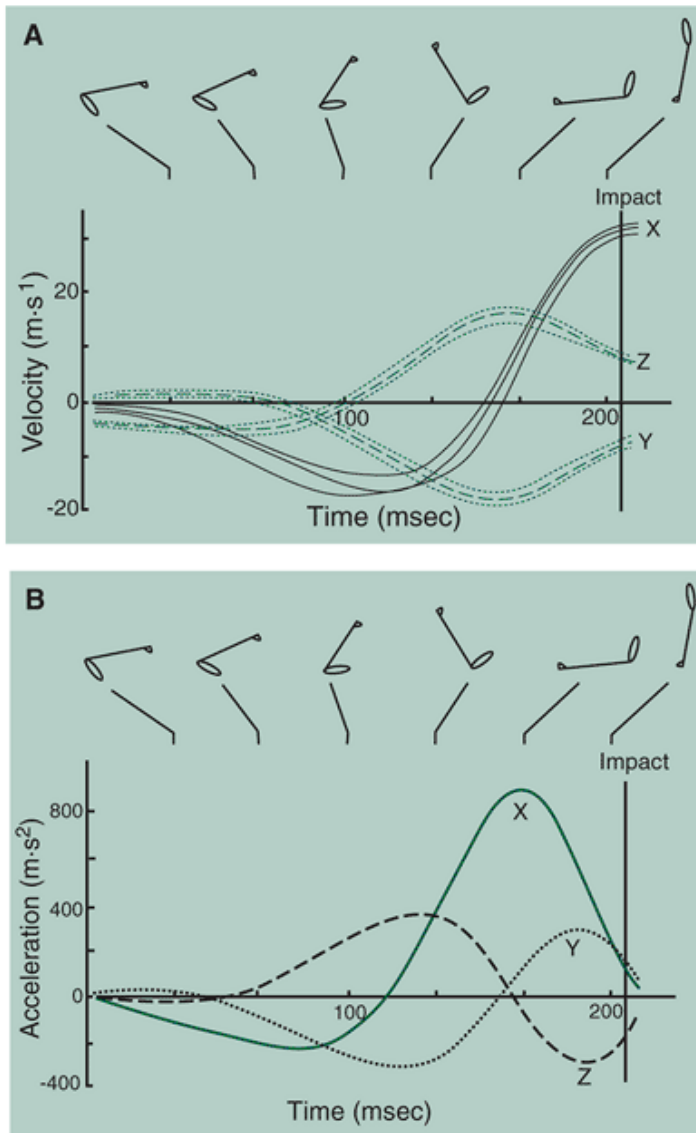 A
Impact
X
20
Z
0
100
200
Y
-20
Velocity (m·s¹)
Time (msec)
B
Impact
800
X
400
Y
0
100
200
Z
-400
Acceleration (m·s²)
Time (msec)